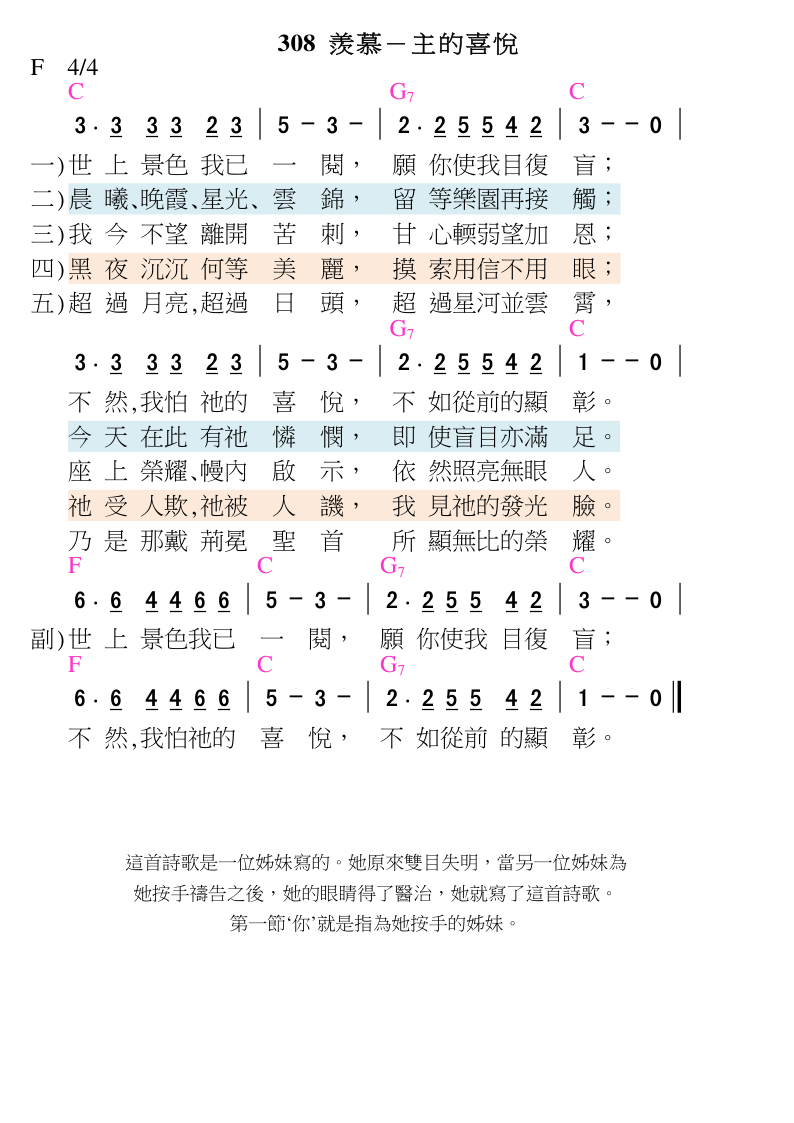 308 羨慕－主的喜悅
F 4/4
C G7 C
3 · 3 3 3 2 3 | 5 － 3 － | 2 · 2 5 5 4 2 | 3 － － 0 |
一)世 上 景色 我已 一 閱， 願 你使我目復 盲；
二)晨 曦、晚霞、星光、 雲 錦， 留 等樂園再接 觸；
三)我 今 不望 離開 苦 刺， 甘 心輭弱望加 恩；
四)黑 夜 沉沉 何等 美 麗， 摸 索用信不用 眼；
五)超 過 月亮,超過 日 頭， 超 過星河並雲 霄，
G7 C
3 · 3 3 3 2 3 | 5 － 3 － | 2 · 2 5 5 4 2 | 1 － － 0 |
不 然,我怕 祂的 喜 悅， 不 如從前的顯 彰。
今 天 在此 有祂 憐 憫， 即 使盲目亦滿 足。
座 上 榮耀、幔內 啟 示， 依 然照亮無眼 人。
祂 受 人欺,祂被 人 譏， 我 見祂的發光 臉。
乃 是 那戴 荊冕 聖 首 所 顯無比的榮 耀。
F C G7 C
6 · 6 4 4 6 6 | 5 － 3 － | 2 · 2 5 5 4 2 | 3 － － 0 |
副)世 上 景色我已 一 閱， 願 你使我 目復 盲；
F C G7 C
6 · 6 4 4 6 6 | 5 － 3 － | 2 · 2 5 5 4 2 | 1 － － 0 ‖
不 然,我怕祂的 喜 悅， 不 如從前 的顯 彰。
這首詩歌是一位姊妹寫的。她原來雙目失明，當另一位姊妹為
她按手禱告之後，她的眼睛得了醫治，她就寫了這首詩歌。
第一節‘你’就是指為她按手的姊妹。